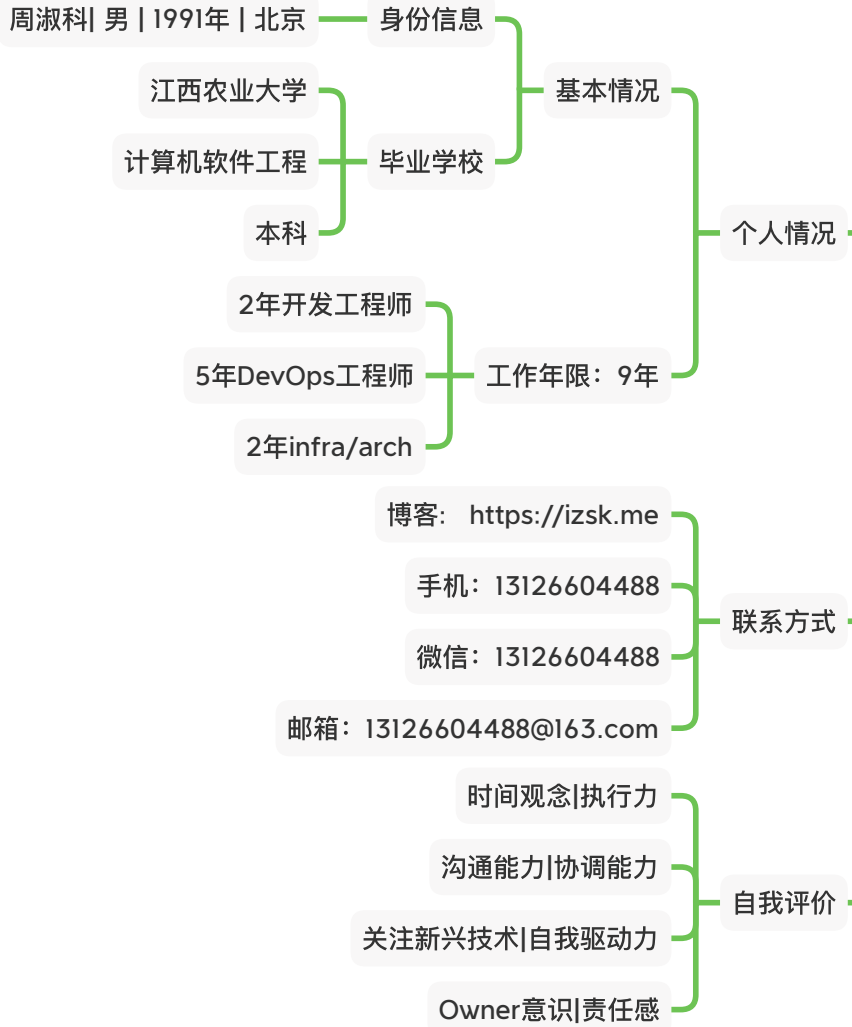 周淑科| 男 | 1991年 | 北京
身份信息
江西农业大学
基本情况
计算机软件工程
毕业学校
本科
个人情况
2年开发工程师
5年DevOps工程师
工作年限：9年
2年infra/arch
博客： https://izsk.me
手机：13126604488
联系方式
微信：13126604488
邮箱：13126604488@163.com
时间观念|执行力
沟通能力|协调能力
自我评价
关注新兴技术|自我驱动力
Owner意识|责任感